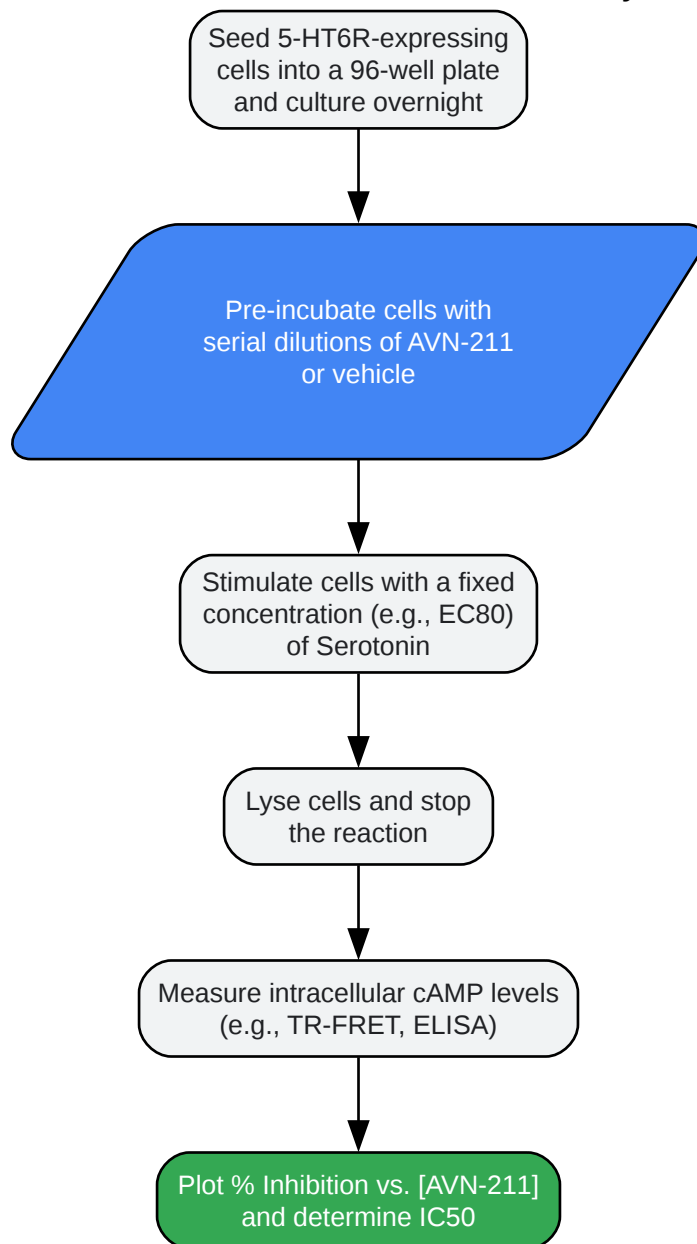 Seed 5-HT6R-expressing
cells into a 96-well plate
and culture overnight
Pre-incubate cells with
serial dilutions of AVN-211
or vehicle
Stimulate cells with a fixed
concentration (e.g., EC80)
of Serotonin
Lyse cells and stop
the reaction
Measure intracellular cAMP levels
(e.g., TR-FRET, ELISA)
Plot % Inhibition vs. [AVN-211]
and determine IC50